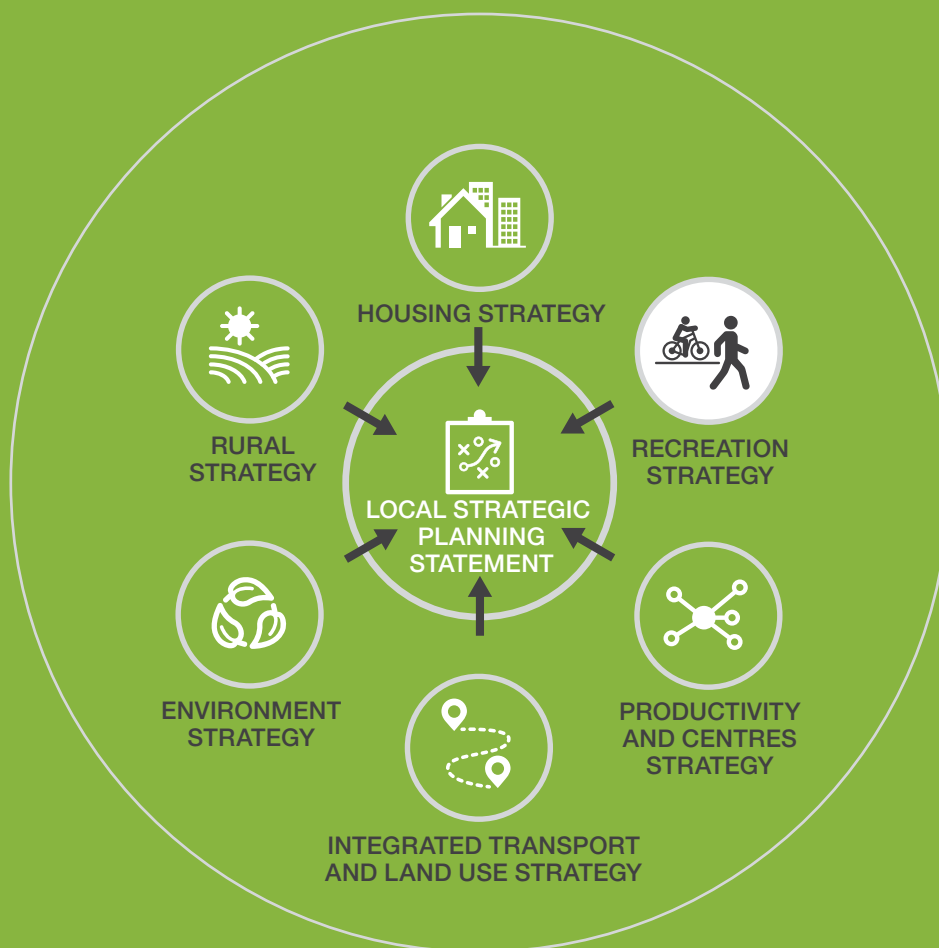 HOUSING STRATEGY
RURAL
STRATEGY
RECREATION
STRATEGY
LOCAL STRATEGIC
PLANNING
STATEMENT
ENVIRONMENT
STRATEGY
PRODUCTIVITY
AND CENTRES
STRATEGY
INTEGRATED TRANSPORT
AND LAND USE STRATEGY